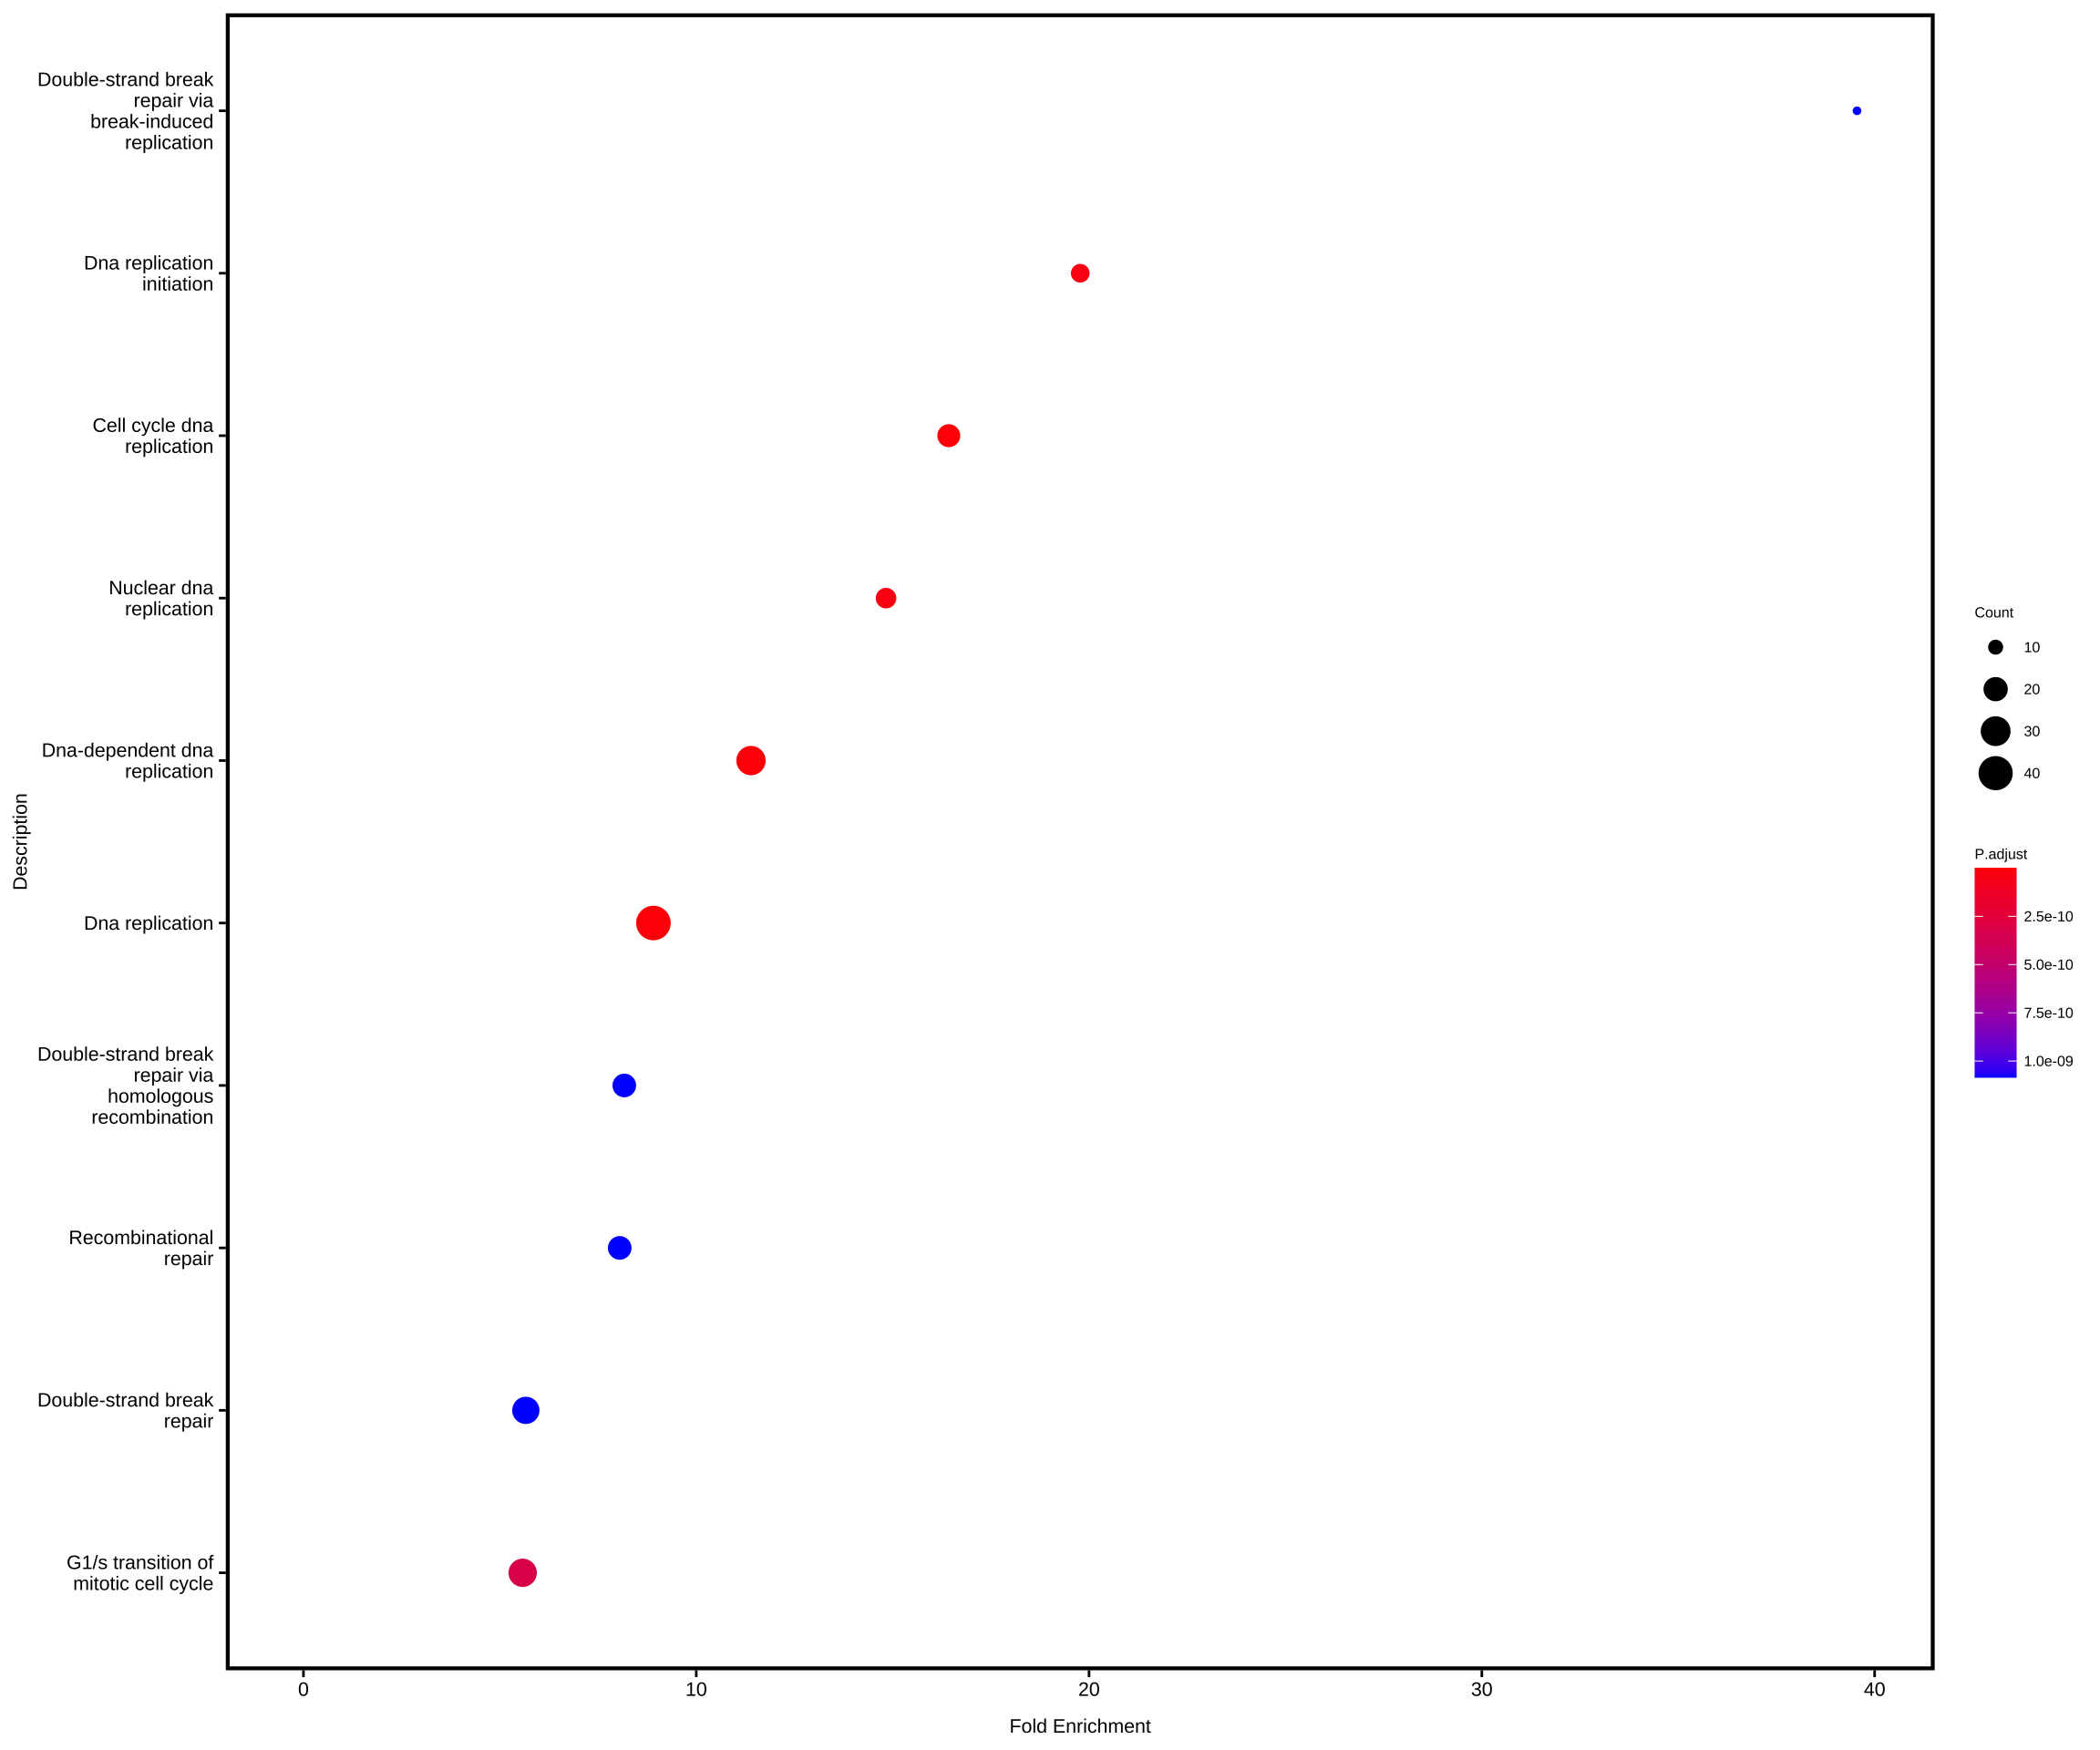 Double-strand break
repair via
break-induced
replication
Dna replication
initiation
Cell cycle dna
replication
Nuclear dna
replication
Dna-dependent dna
replication
Dna replication
Double-strand break
repair via
homologous
recombination
Recombinational
repair
Double-strand break
repair
G1/s transition of
mitotic cell cycle
Description
0
10
20
30
40
Fold Enrichment
Count
10
20
30
40
P.adjust
2.5e-10
5.0e-10
7.5e-10
1.0e-09